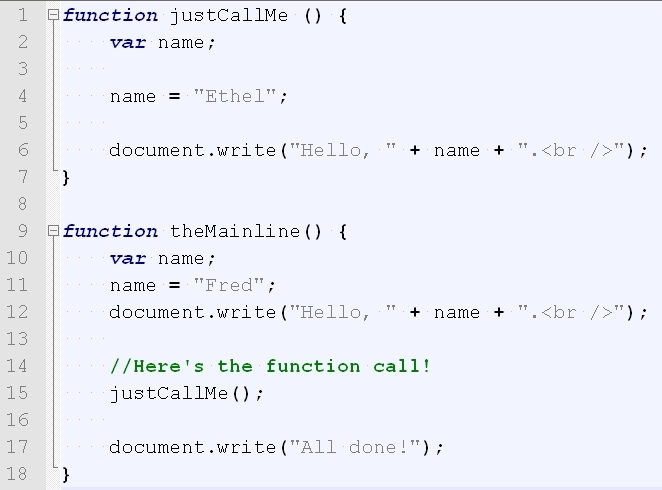 1 function justCallMe () {
2 var name;
3
4 name = "Ethel";
5
6 document.write("Hello, " + name + ".<br />");
7 }
8
9 function theMainline() {
10 var name;
11 name = "Fred";
12 document.write("Hello, " + name + ".<br />");
13
14 //Here's the function call!
15 justCallMe();
16
17 document.write("All done!");
18 }